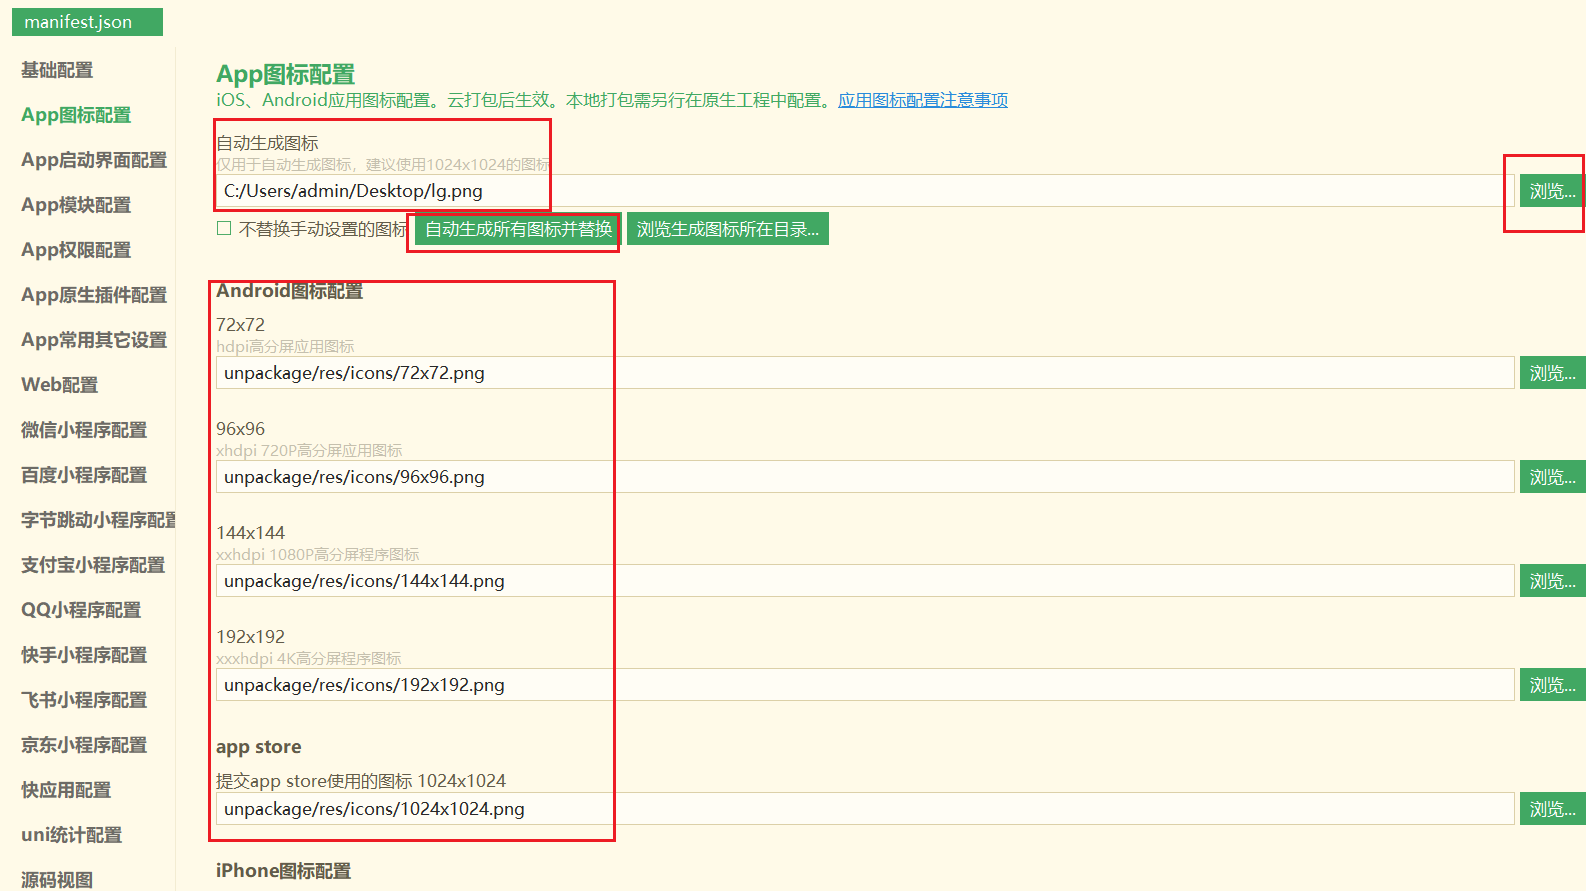 manifest.json
基础配置
App图标配置
App启动界面配置
App模块配置
App权限配置
App原生插件配置
App常用其它设置
Web配置
微信小程序配置
百度小程序配置
字节跳动小程序配置
支付宝小程序配置
QQ小程序配置
快手小程序配置
飞书小程序配置
京东小程序配置
快应用配置
uni统计配置
源码视图
App图标配置
iOS、Android应用图标配置。云打包后生效。本地打包需另行在原生工程中配置。应用图标配置注意事项
自动生成图标
仅用于自动生成图标，建议使用1024x1024的图标
C:/Users/admin/Desktop/lg.png 浏览...
不替换手动设置的图标 自动生成所有图标并替换 浏览生成图标所在目录...
Android图标配置
72x72
hdpi高分屏应用图标
unpackage/res/icons/72x72.png 浏览...
96x96
xhdpi 720P高分屏应用图标
unpackage/res/icons/96x96.png 浏览...
144x144
xxhdpi 1080P高分屏程序图标
unpackage/res/icons/144x144.png 浏览...
192x192
xxxhdpi 4K高分屏程序图标
unpackage/res/icons/192x192.png 浏览...
app store
提交app store使用的图标 1024x1024
unpackage/res/icons/1024x1024.png 浏览...
iPhone图标配置